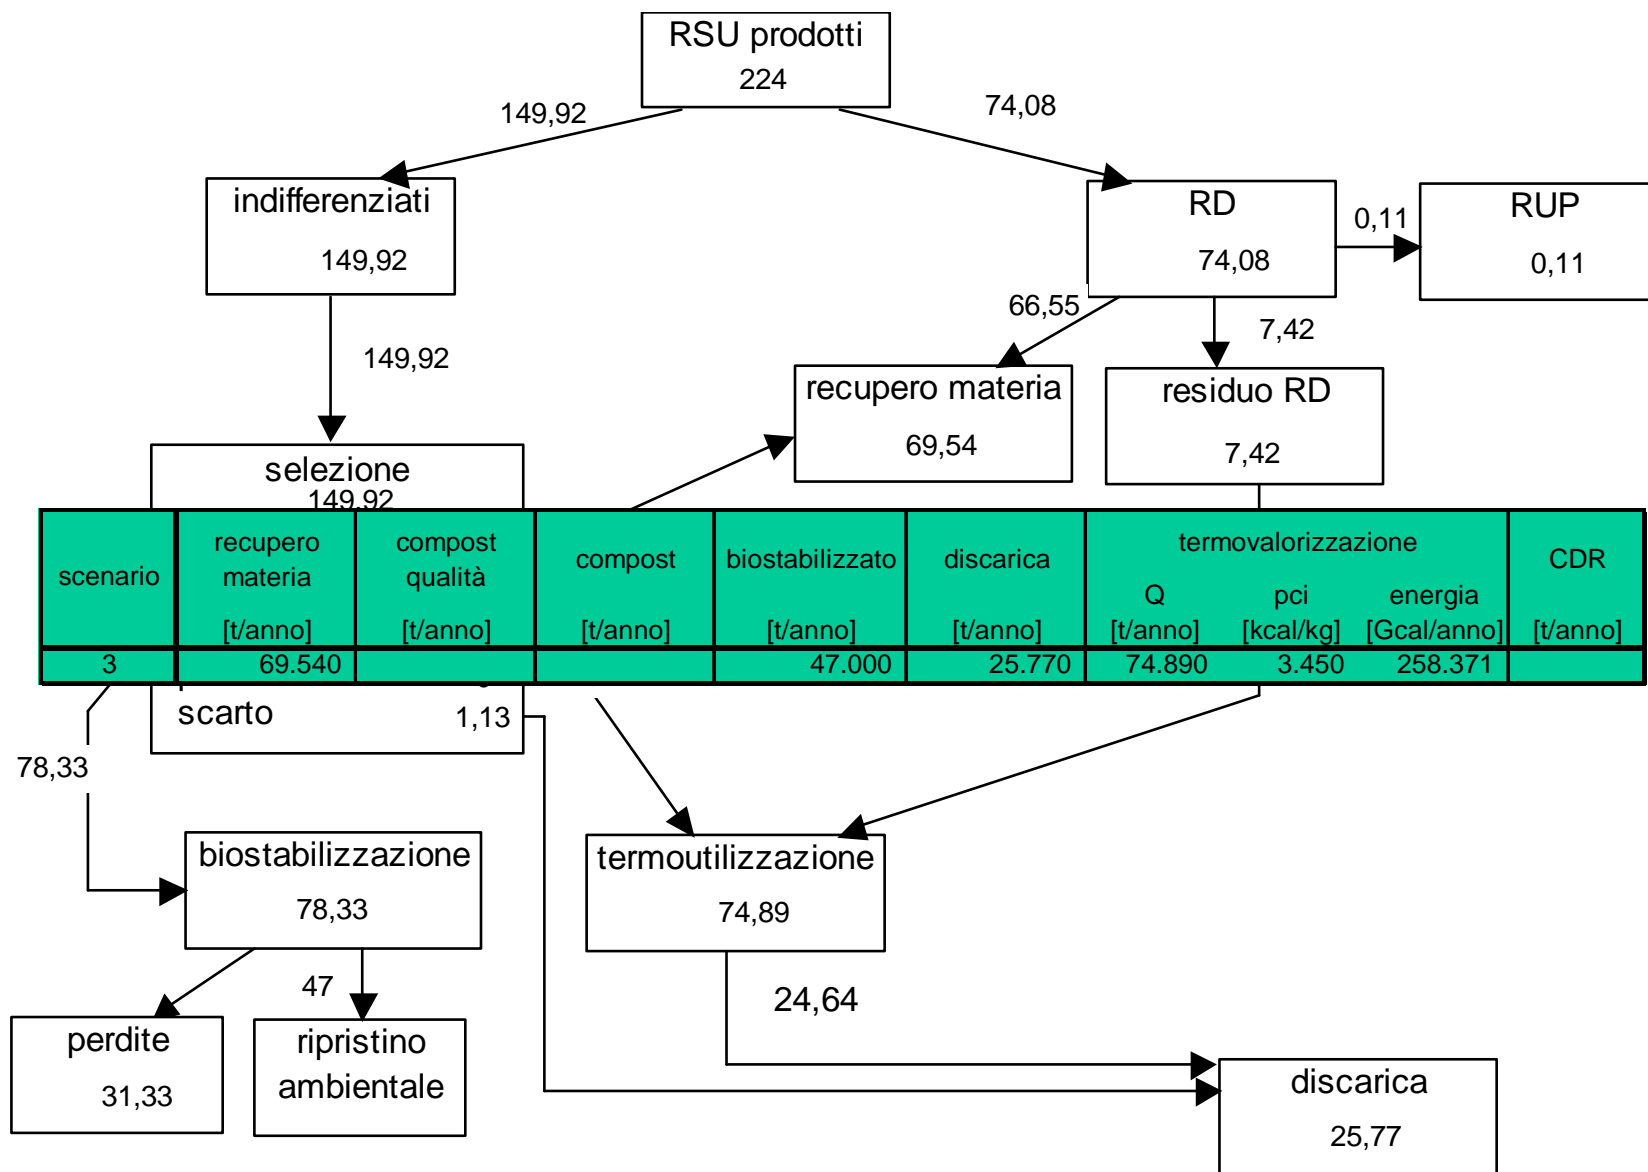 RSU prodotti
224
149,92
74,08
indifferenziati
149,92
RD
74,08
0,11
RUP
0,11
66,55
7,42
149,92
recupero materia
69,54
residuo RD
7,42
selezione
149,92
scenario
recupero
materia
[t/anno]
compost
qualità
[t/anno]
compost
[t/anno]
biostabilizzato
[t/anno]
discarica
[t/anno]
termovalorizzazione
Q
pci
energia
[t/anno]
[kcal/kg]
[Gcal/anno]
CDR
[t/anno]
3 69.540 47.000 25.770 74.890 3.450 258.371
scarto 1,13
78,33
biostabilizzazione
78,33
termoutilizzazione
74,89
47
24,64
perdite
31,33
ripristino
ambientale
discarica
25,77